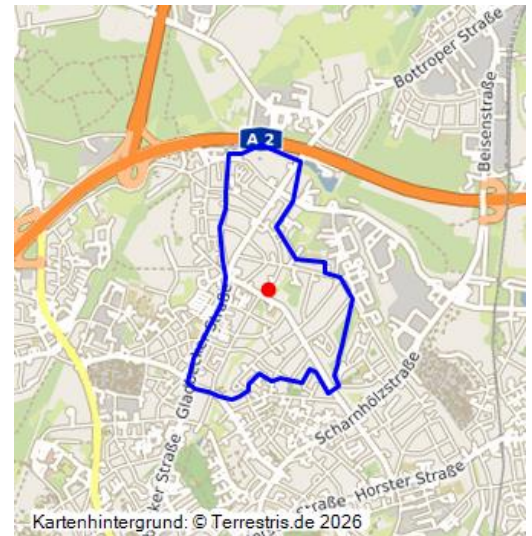 Bottroper Straße
Beisenstraße
A 2
Gladbecker Straße
Scharnhölzstraße
Horster Straße
Kartenhintergrund: © Terrestris.de 2026